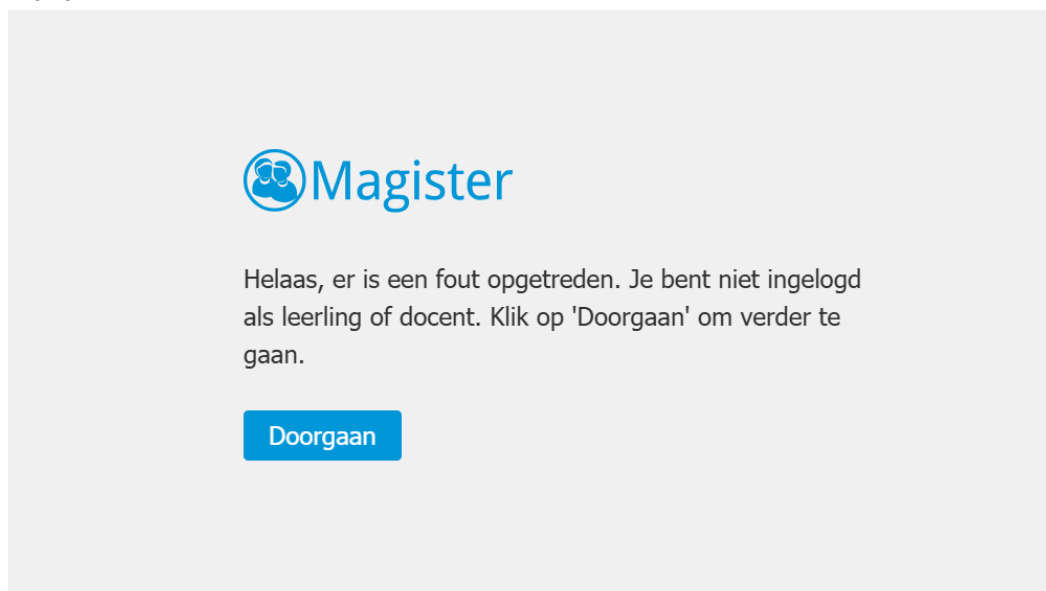 Magister
Helaas, er is een fout opgetreden. Je bent niet ingelogd
als leerling of docent. Klik op 'Doorgaan' om verder te
gaan.
Doorgaan